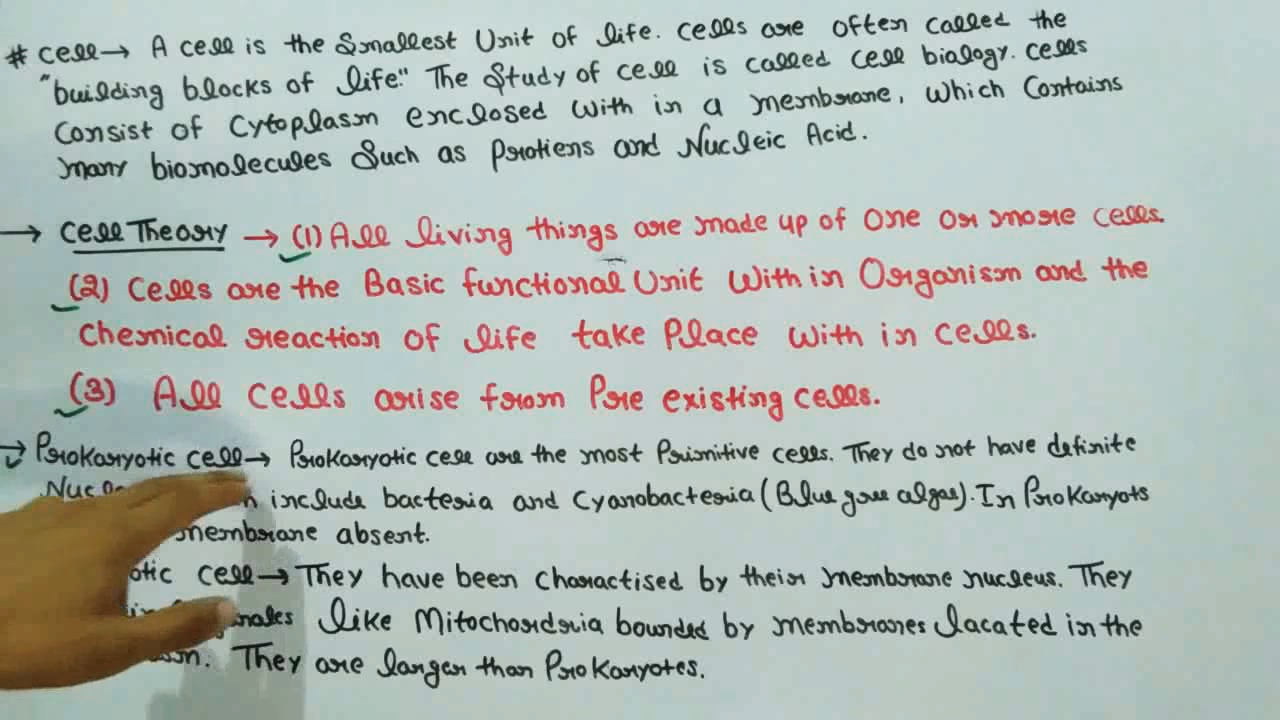 # Cell → A cell is the Smallest Unit of life. Cells are often called the
"building blocks of life." The Study of cell is called cell biology. Cells
Consist of Cytoplasm enclosed with in a membrane, which Contains
many biomolecules Such as Protiens and Nucleic Acid.
→ Cell Theory → (1) All living things are made up of One Or more cells.
(2) Cells are the Basic functional Unit With in Organism and the
Chemical reaction of life take Place With in Cells.
(3) All Cells arise from Pre existing cells.
→ Prokaryotic cell → Prokaryotic cell are the most Primitive cells. They do not have definite
include bacteria and Cyanobacteria (Blue gree algae). In Prokaryots
membrane absent.
cell → They have been Charactised by their membrane nucleus. They
like Mitochondria bounded by membranes lacated in the
They are larger than Prokaryotes.